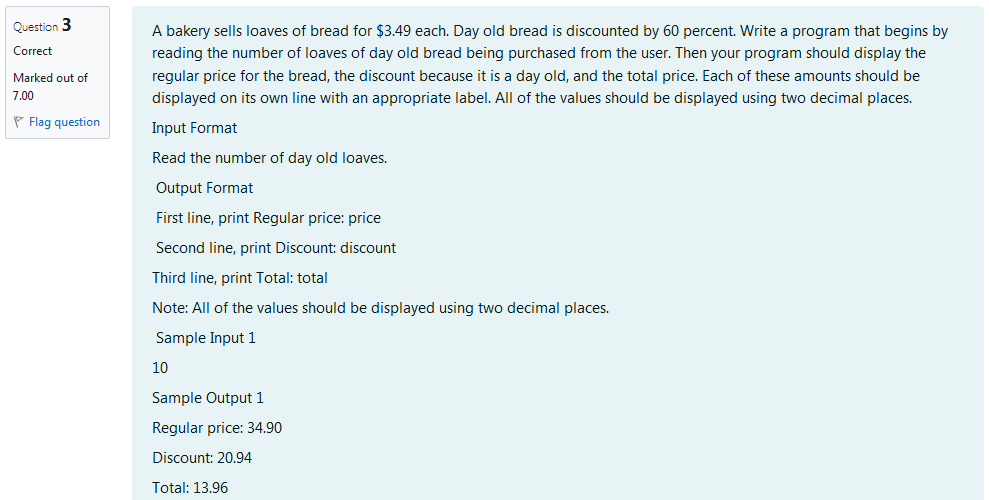 Question 3
Correct
Marked out of
7.00
Flag question
A bakery sells loaves of bread for $3.49 each. Day old bread is discounted by 60 percent. Write a program that begins by
reading the number of loaves of day old bread being purchased from the user. Then your program should display the
regular price for the bread, the discount because it is a day old, and the total price. Each of these amounts should be
displayed on its own line with an appropriate label. All of the values should be displayed using two decimal places.
Input Format
Read the number of day old loaves.
Output Format
First line, print Regular price: price
Second line, print Discount: discount
Third line, print Total: total
Note: All of the values should be displayed using two decimal places.
Sample Input 1
10
Sample Output 1
Regular price: 34.90
Discount: 20.94
Total: 13.96